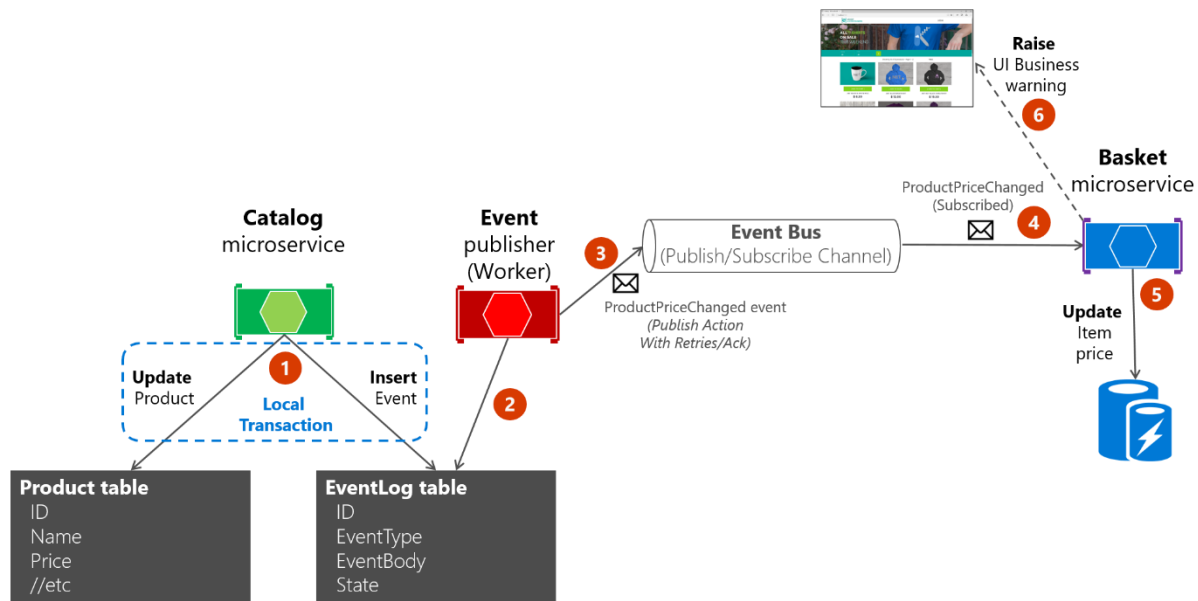 Raise
UI Business
warning
6
Basket
microservice
ProductPriceChanged
(Subscribed)
4
Catalog
microservice
Event
publisher
(Worker)
3
Event Bus
(Publish/Subscribe Channel)
ProductPriceChanged event
(Publish Action
With Retries/Ack)
5
Update
Item
price
1
Update
Product
Insert
Event
Local
Transaction
2
Product table
ID
Name
Price
//etc
EventLog table
ID
EventType
EventBody
State